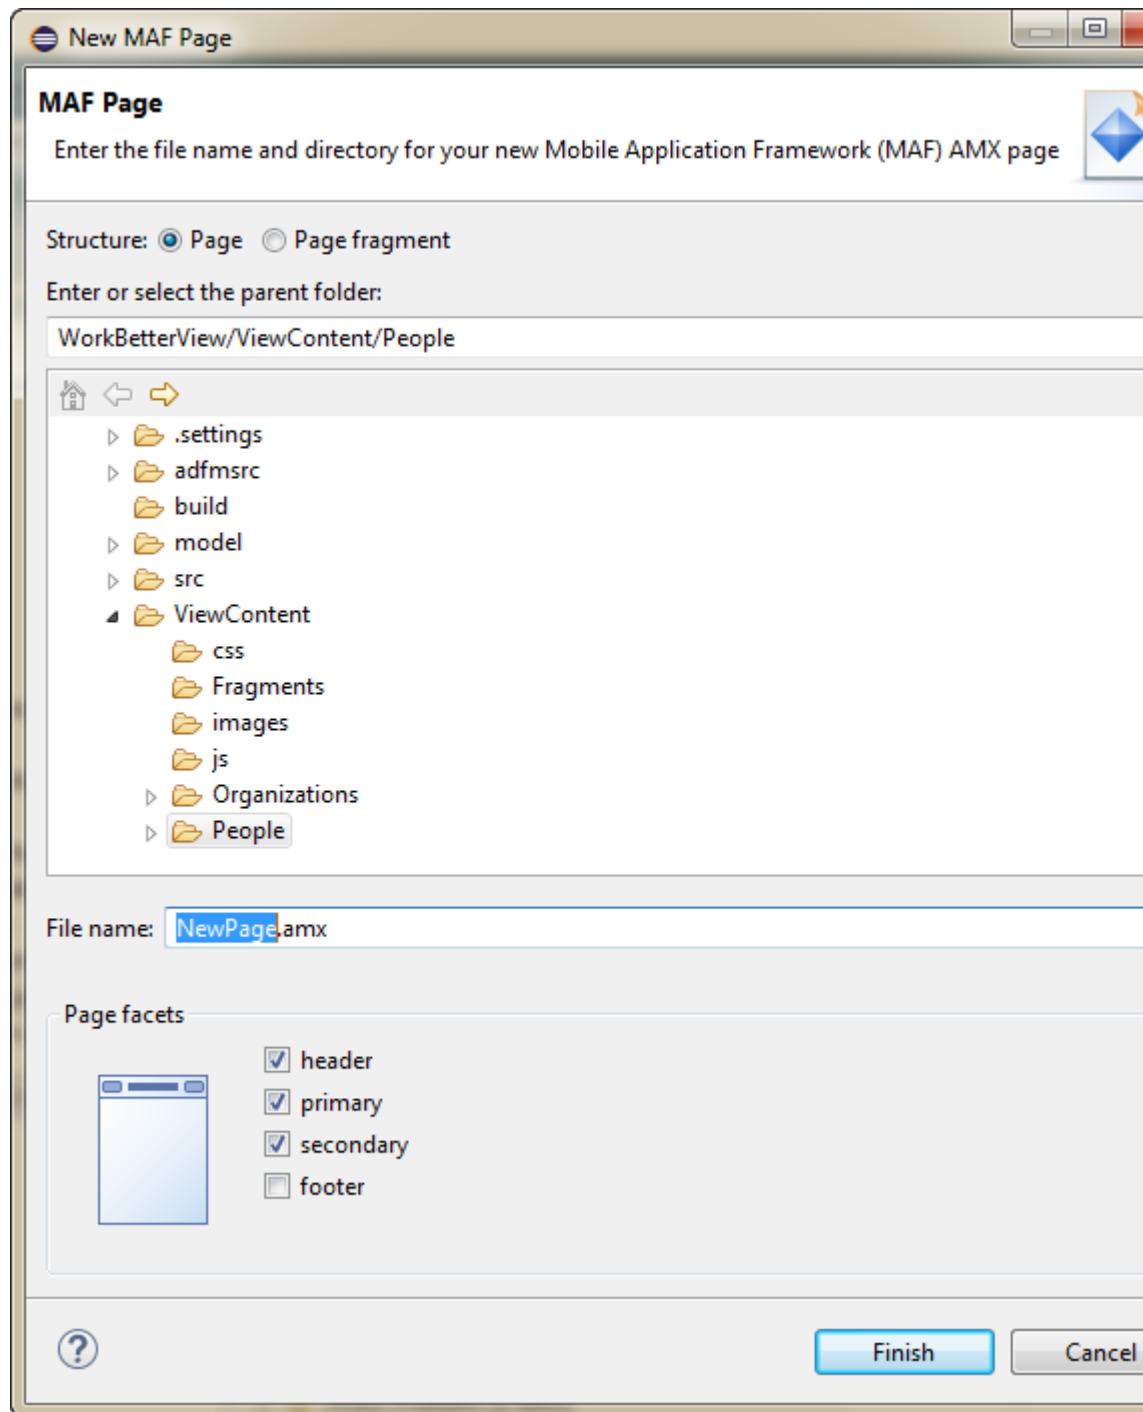 New MAF Page
MAF Page
Enter the file name and directory for your new Mobile Application Framework (MAF) AMX page
Structure: Page Page fragment
Enter or select the parent folder:
WorkBetterView/ViewContent/People
.settings
adfmsrc
build
model
src
ViewContent
css
Fragments
images
js
Organizations
People
File name: NewPage.amx
Page facets
header
primary
secondary
footer
? Finish Cancel